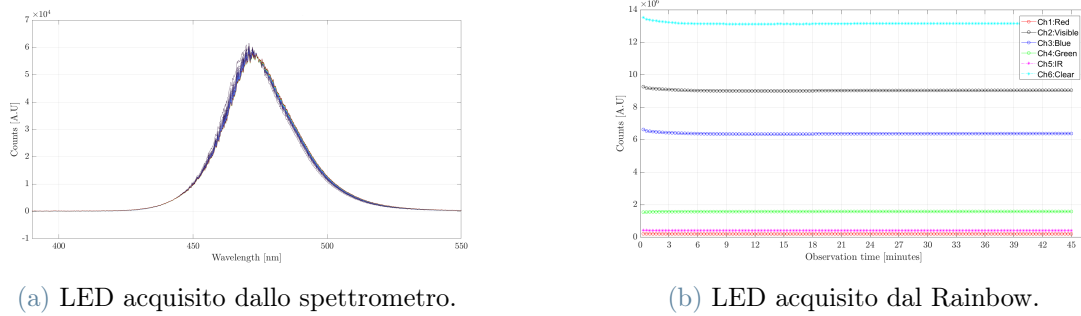 ×10⁴
7
6
5
4
3
2
1
0
-1
Counts [A.U]
400
450
500
550
Wavelength [nm]
(a) LED acquisito dallo spettrometro.
×10⁶
14
12
10
8
6
4
2
0
Counts [A.U]
0 3 6 9 12 15 18 21 24 27 30 33 36 39 42 45
Observation time [minutes]
Ch1:Red
Ch2:Visible
Ch3:Blue
Ch4:Green
Ch5:IR
Ch6:Clear
(b) LED acquisito dal Rainbow.